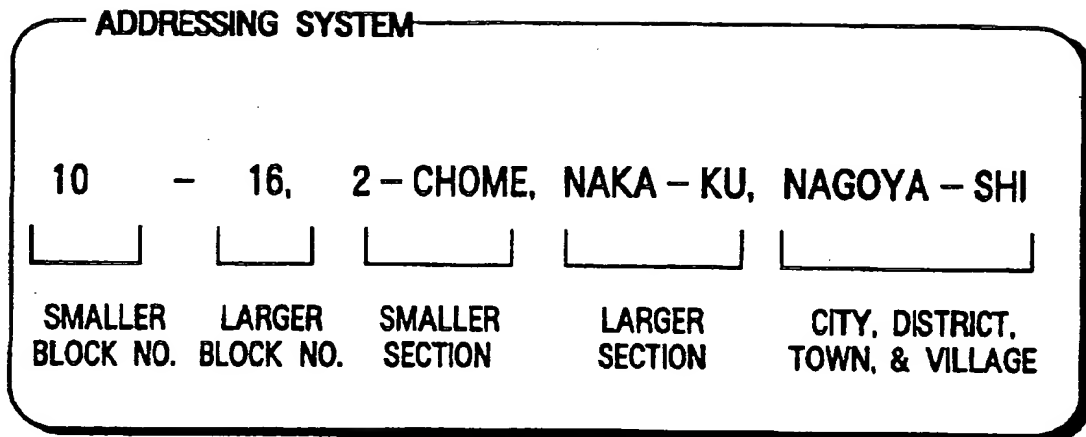 ADDRESSING SYSTEM
10 – 16, 2 – CHOME, NAKA – KU, NAGOYA – SHI
SMALLER LARGER SMALLER LARGER CITY, DISTRICT,
BLOCK NO. BLOCK NO. SECTION SECTION TOWN, & VILLAGE